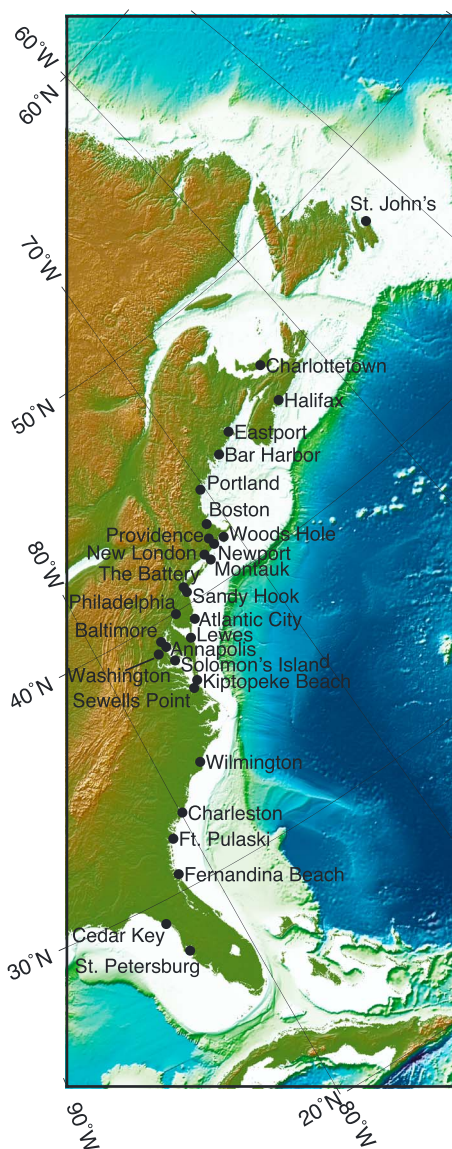 60°W
60°N
St. John's
70°W
Charlottetown
50°N
Halifax
Eastport
Bar Harbor
Portland
Boston
Providence
Woods Hole
New London
Newport
80°W
The Battery
Montauk
Philadelphia
Sandy Hook
Atlantic City
Baltimore
Lewes
Annapolis
Solomon's Island
Washington
40°N
Kiptopeke Beach
Sewells Point
Wilmington
Charleston
Ft. Pulaski
Fernandina Beach
Cedar Key
30°N
St. Petersburg
90°W
20°N
80°W